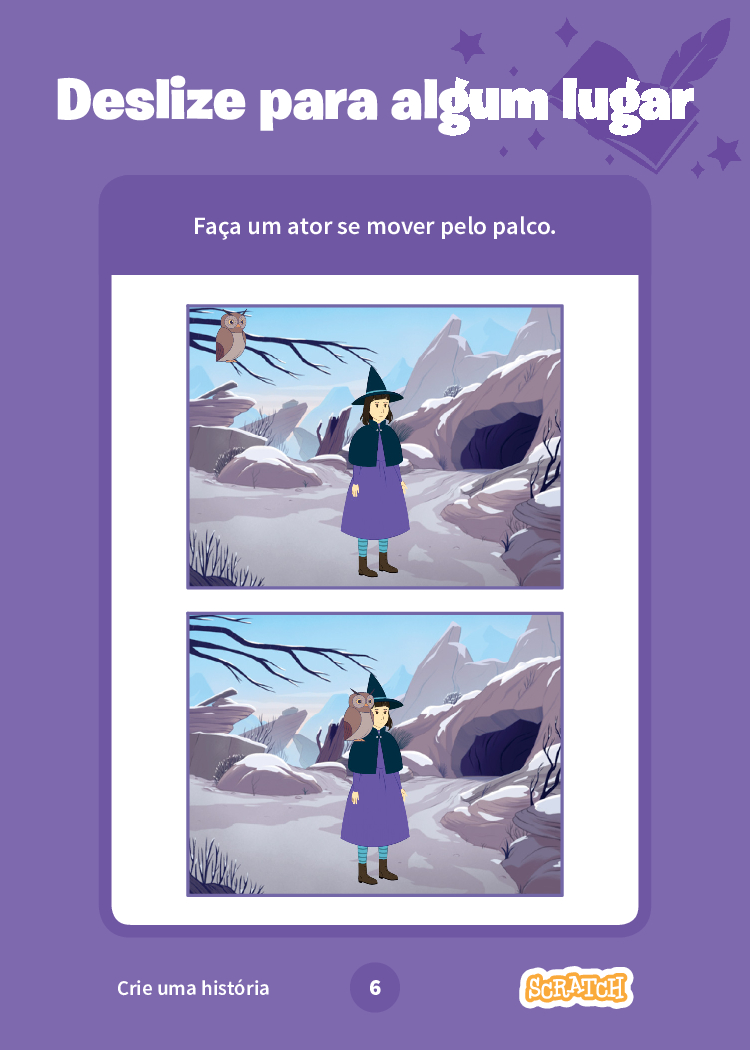 Deslize para algum lugar
Faça um ator se mover pelo palco.
Crie uma história
6
SCRATCH